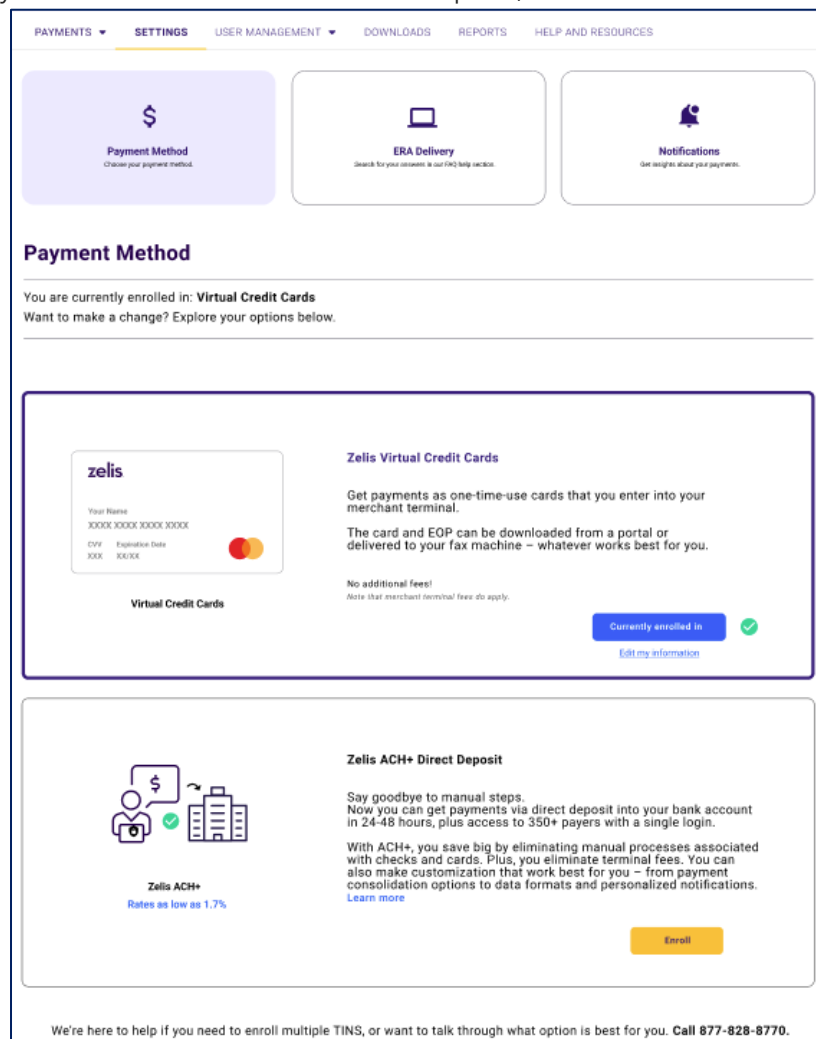 PAYMENTS SETTINGS USER MANAGEMENT DOWNLOADS REPORTS HELP AND RESOURCES
$
Payment Method
Choose your payment method.
ERA Delivery
Search for your answers in our FAQ help section.
Notifications
Get insights about your payments.
Payment Method
You are currently enrolled in: Virtual Credit Cards
Want to make a change? Explore your options below.
zelis
Your Name
XXXX XXXX XXXX XXXX
CVV Expiration Date
XXX XX/XX
Virtual Credit Cards
Zelis Virtual Credit Cards
Get payments as one-time-use cards that you enter into your
merchant terminal.
The card and EOP can be downloaded from a portal or
delivered to your fax machine – whatever works best for you.
No additional fees!
Note that merchant terminal fees do apply.
Currently enrolled in
Edit my information
$
Zelis ACH+
Rates as low as 1.7%
Zelis ACH+ Direct Deposit
Say goodbye to manual steps.
Now you can get payments via direct deposit into your bank account
in 24-48 hours, plus access to 350+ payers with a single login.
With ACH+, you save big by eliminating manual processes associated
with checks and cards. Plus, you eliminate terminal fees. You can
also make customization that work best for you – from payment
consolidation options to data formats and personalized notifications.
Learn more
Enroll
We're here to help if you need to enroll multiple TINS, or want to talk through what option is best for you. Call 877-828-8770.